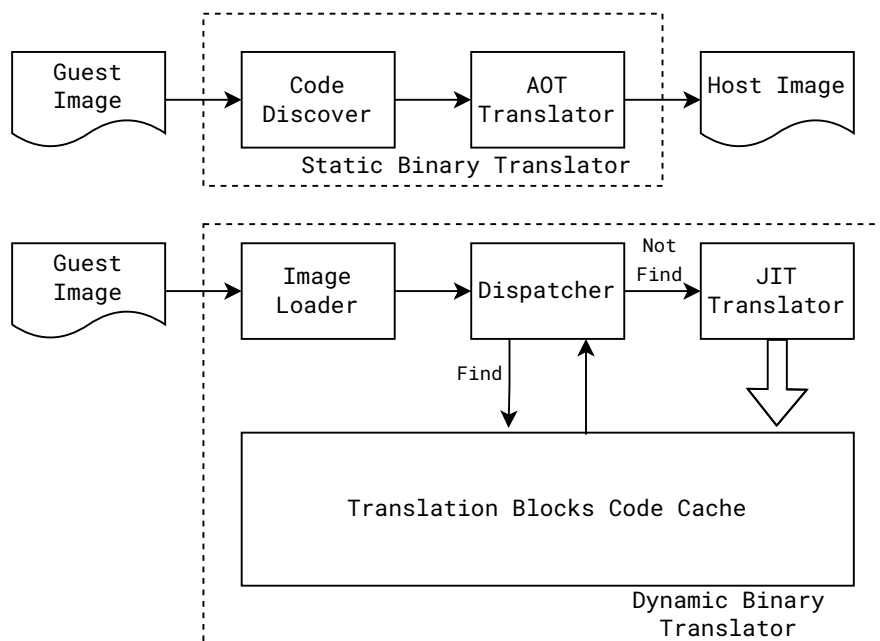 Guest
Image
Code
Discover
AOT
Translator
Host Image
Static Binary Translator
Guest
Image
Image
Loader
Dispatcher
Not
Find
JIT
Translator
Find
Translation Blocks Code Cache
Dynamic Binary
Translator